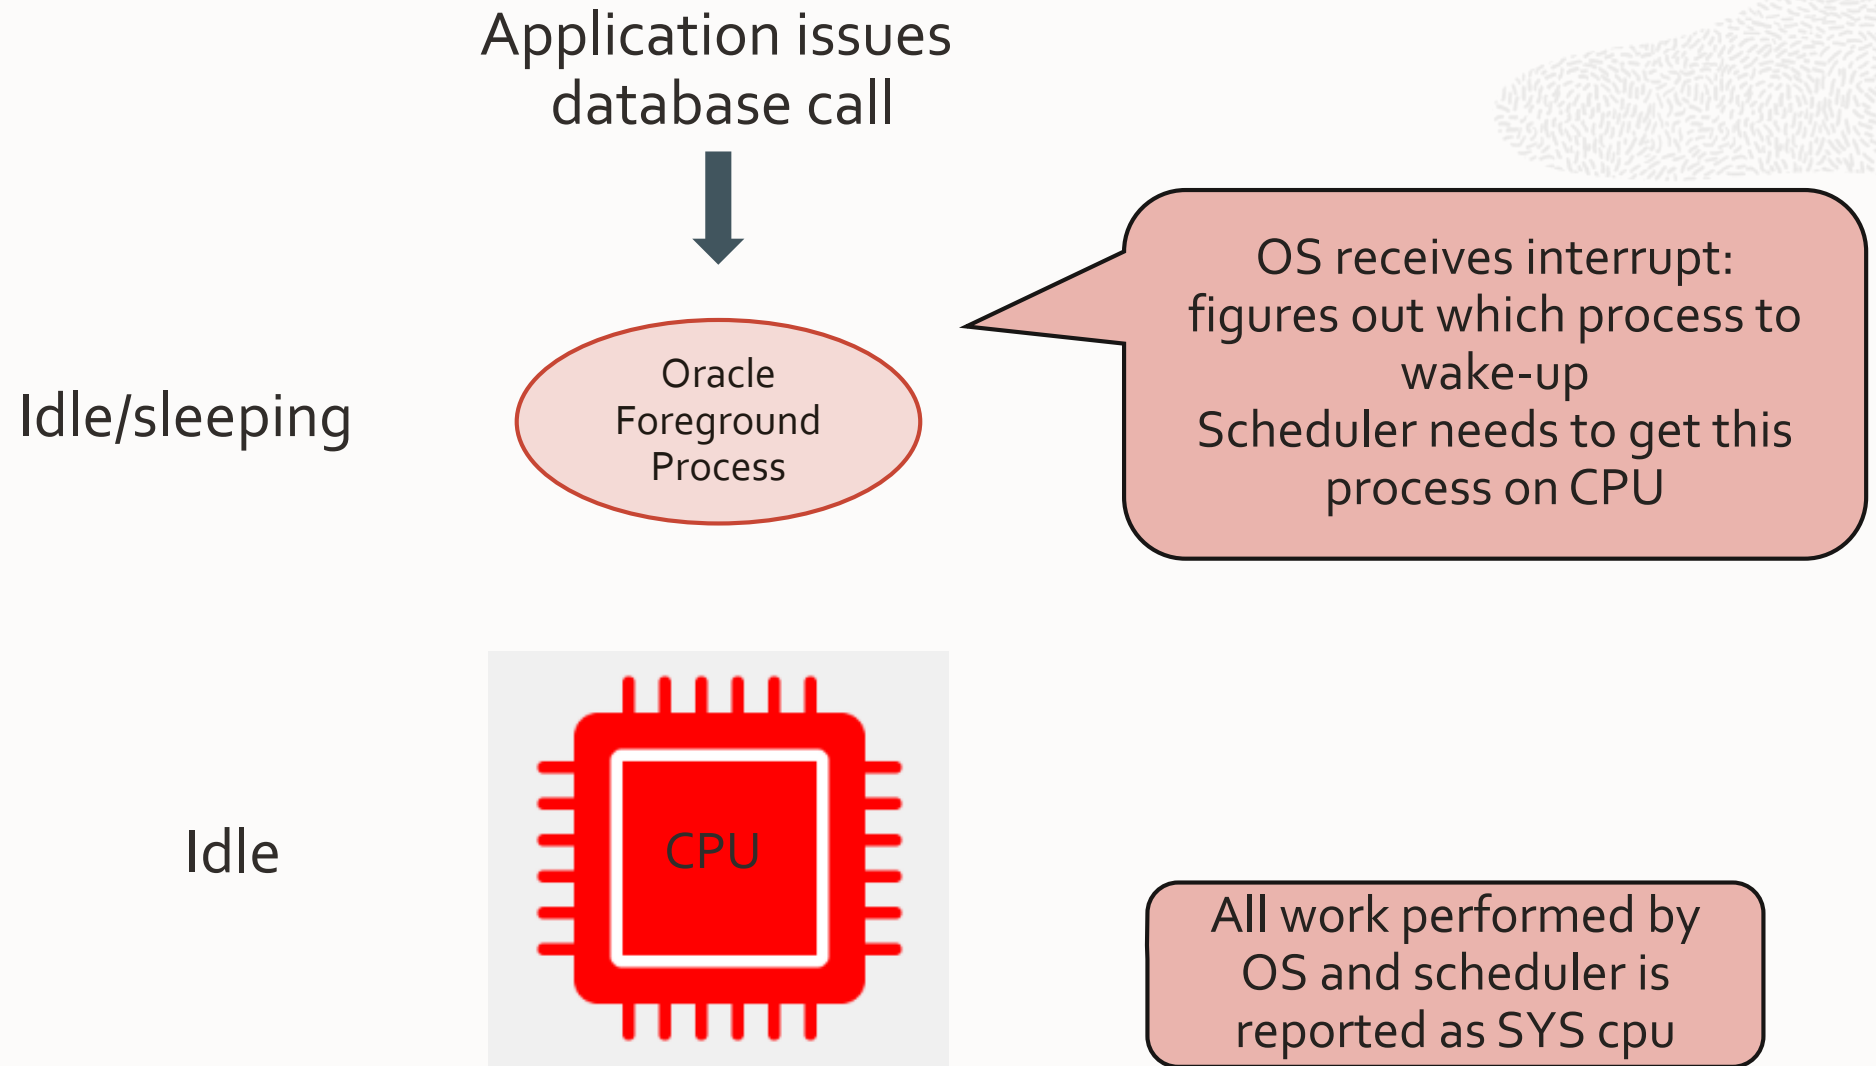 Application issues
database call
OS receives interrupt:
figures out which process to
wake-up
Scheduler needs to get this
process on CPU
Idle/sleeping
Oracle
Foreground
Process
Idle
CPU
All work performed by
OS and scheduler is
reported as SYS cpu